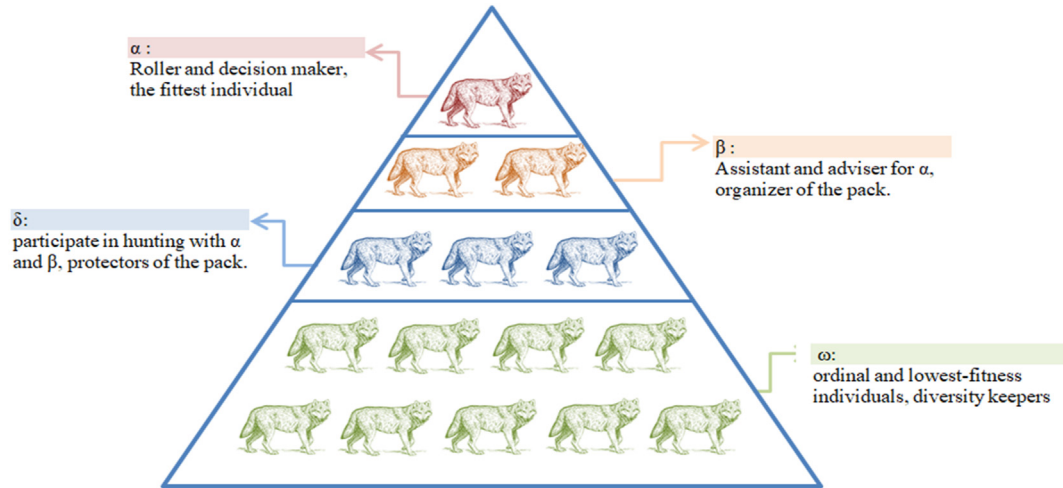 α :
Roller and decision maker,
the fittest individual
β :
Assistant and adviser for α,
organizer of the pack.
δ:
participate in hunting with α
and β, protectors of the pack.
ω:
ordinal and lowest-fitness
individuals, diversity keepers